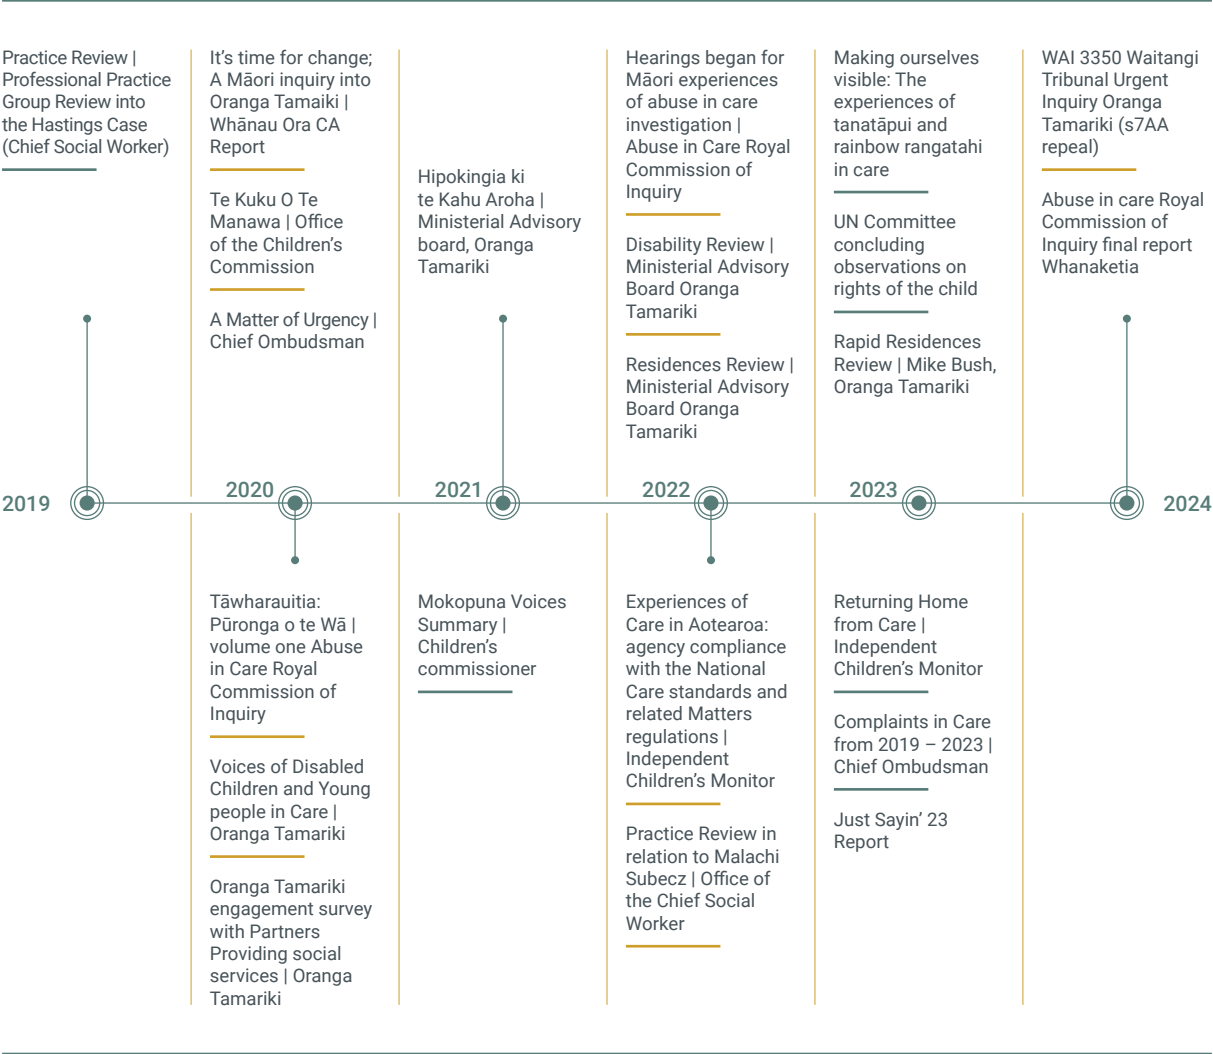 Practice Review |
Professional Practice
Group Review into
the Hastings Case
(Chief Social Worker)
It’s time for change;
A Māori inquiry into
Oranga Tamaiki |
Whānau Ora CA
Report
Te Kuku O Te
Manawa | Office
of the Children’s
Commission
A Matter of Urgency |
Chief Ombudsman
Hipokingia ki
te Kahu Aroha |
Ministerial Advisory
board, Oranga
Tamariki
Hearings began for
Māori experiences
of abuse in care
investigation |
Abuse in Care Royal
Commission of
Inquiry
Disability Review |
Ministerial Advisory
Board Oranga
Tamariki
Residences Review |
Ministerial Advisory
Board Oranga
Tamariki
Making ourselves
visible: The
experiences of
tanatāpui and
rainbow rangatahi
in care
UN Committee
concluding
observations on
rights of the child
Rapid Residences
Review | Mike Bush,
Oranga Tamariki
WAI 3350 Waitangi
Tribunal Urgent
Inquiry Oranga
Tamariki (s7AA
repeal)
Abuse in care Royal
Commission of
Inquiry final report
Whanaketia
2019
2020
2021
2022
2023
2024
Tāwharauitia:
Pūronga o te Wā |
volume one Abuse
in Care Royal
Commission of
Inquiry
Voices of Disabled
Children and Young
people in Care |
Oranga Tamariki
Oranga Tamariki
engagement survey
with Partners
Providing social
services | Oranga
Tamariki
Mokopuna Voices
Summary |
Children’s
commissioner
Experiences of
Care in Aotearoa:
agency compliance
with the National
Care standards and
related Matters
regulations |
Independent
Children’s Monitor
Practice Review in
relation to Malachi
Subecz | Office of
the Chief Social
Worker
Returning Home
from Care |
Independent
Children’s Monitor
Complaints in Care
from 2019 – 2023 |
Chief Ombudsman
Just Sayin’ 23
Report